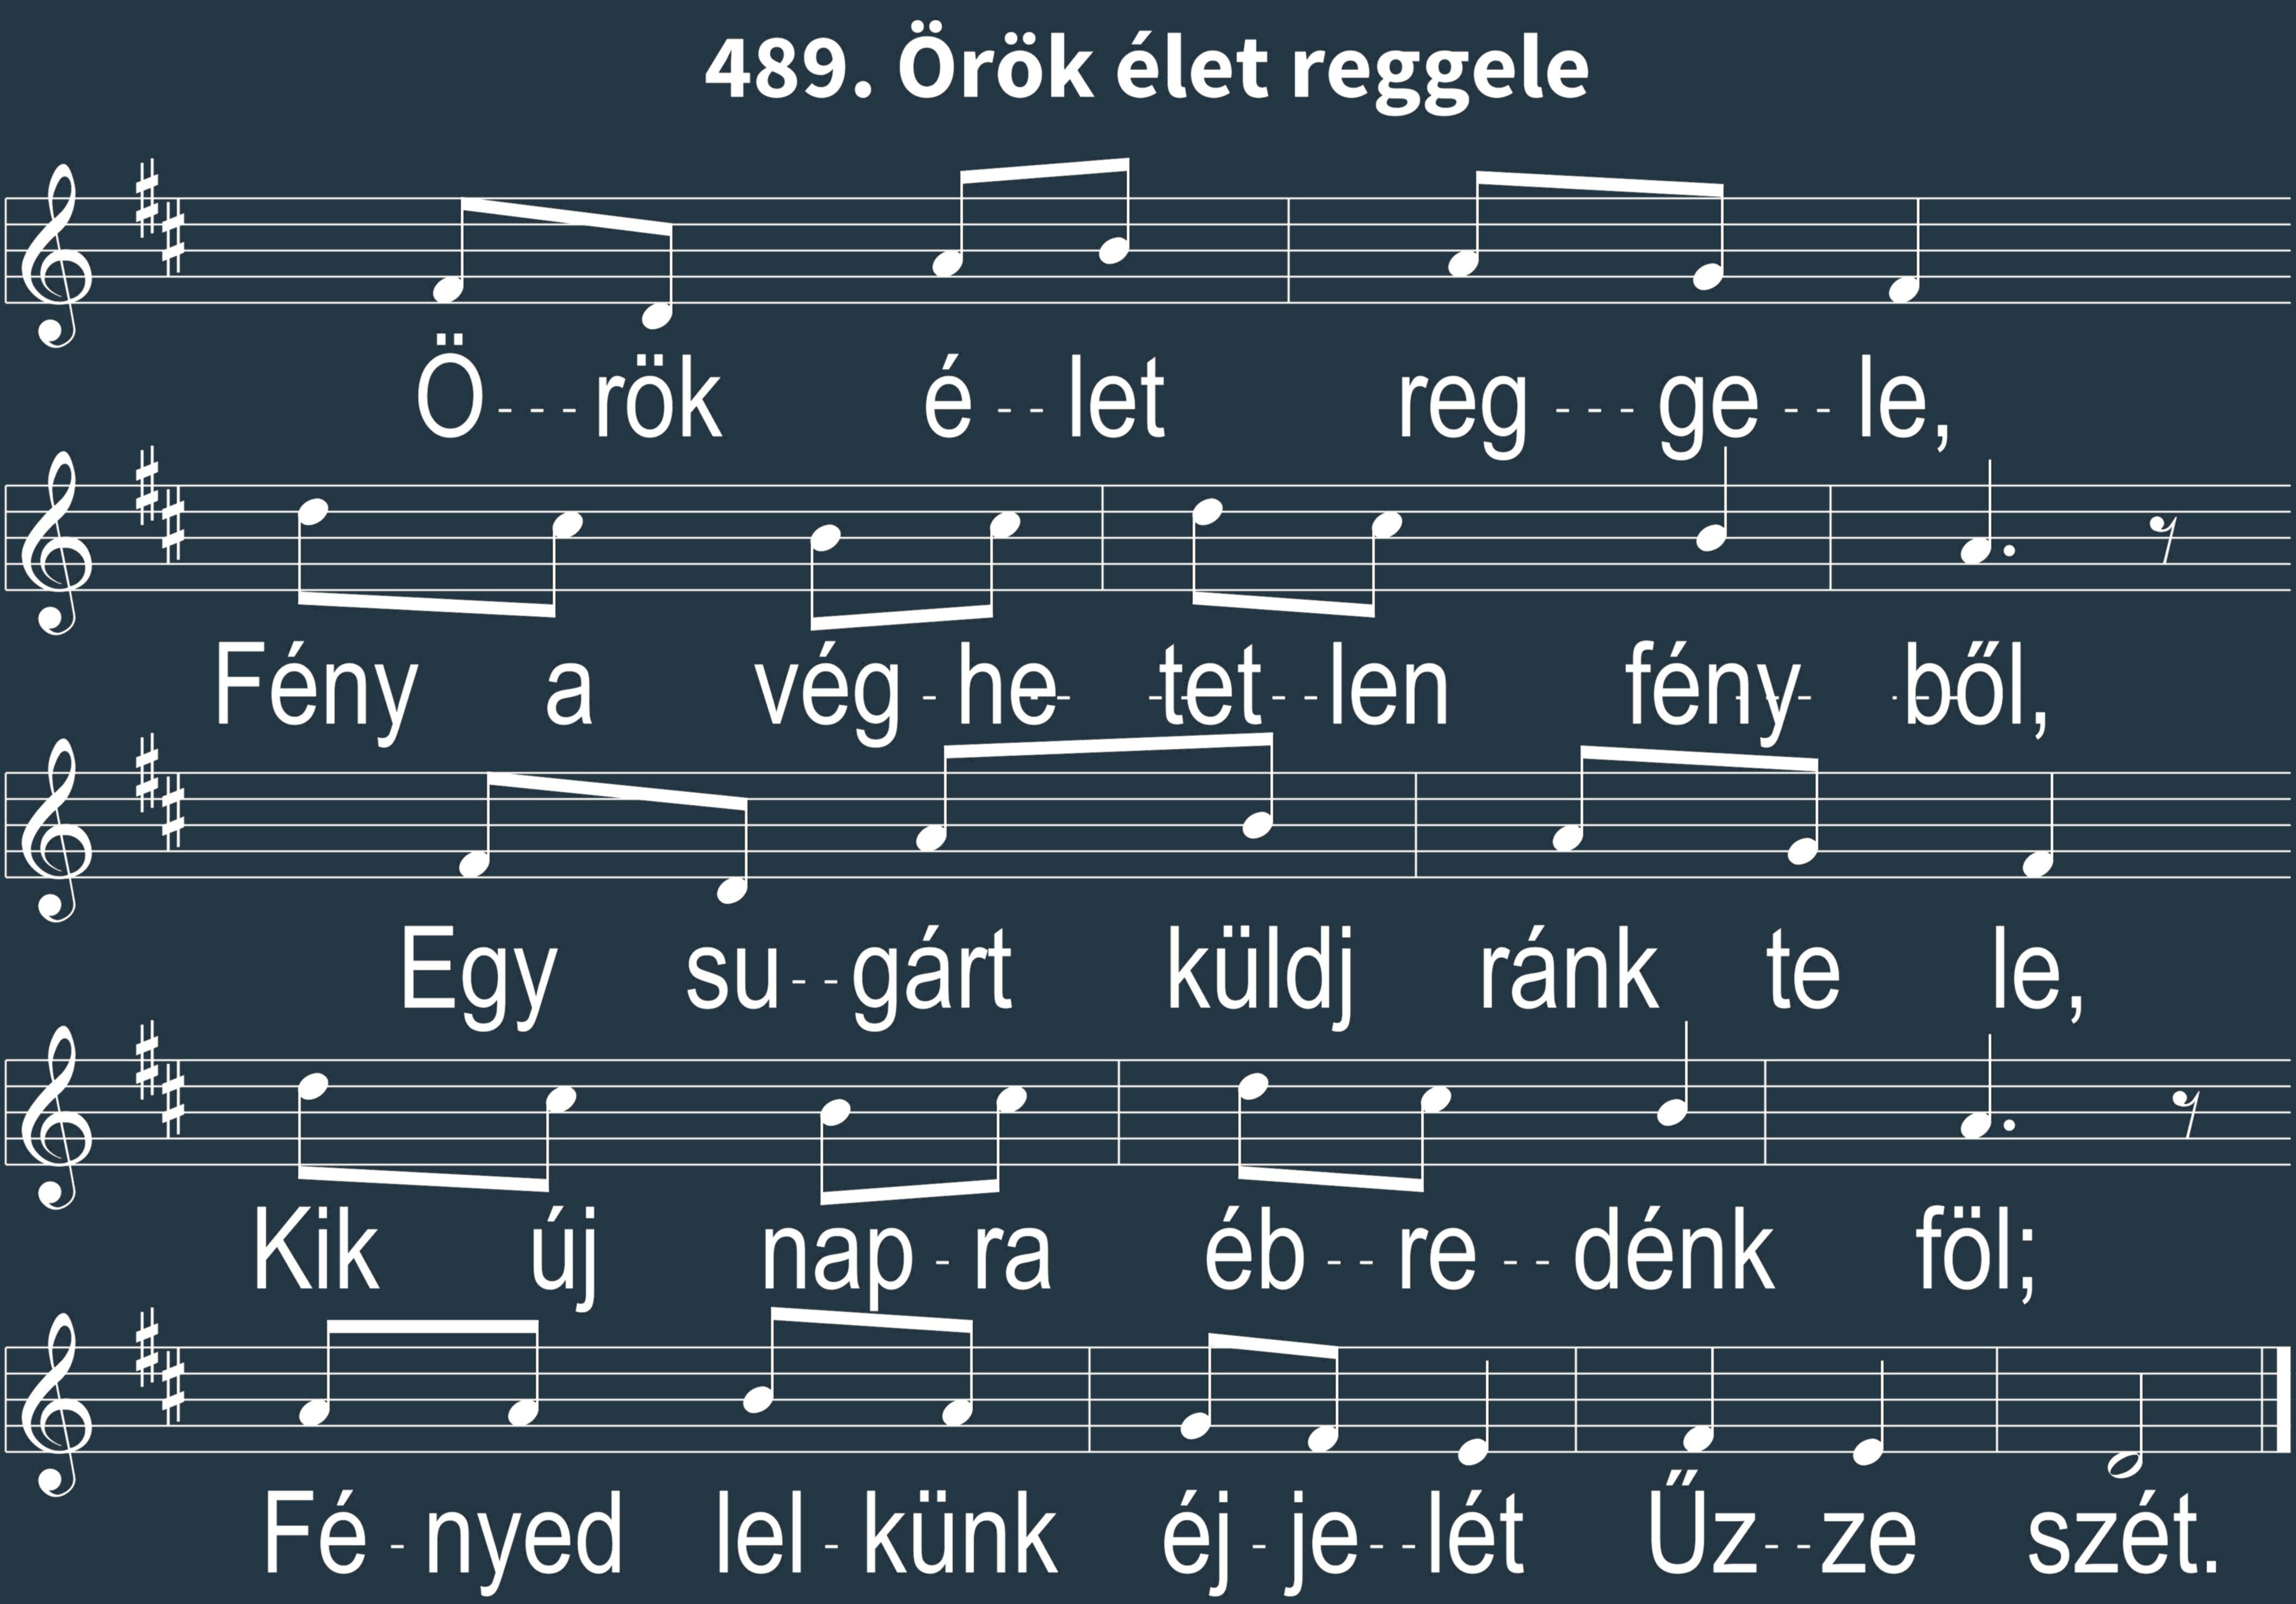 489. Örök élet reggele
Ö---rök é--let reg---ge--le,
Fény a vég-he--tet--len fény--ből,
Egy su--gárt küldj ránk te le,
Kik új nap-ra éb--re--dénk föl;
Fé-nyed lel-künk éj-je--lét Űz--ze szét.